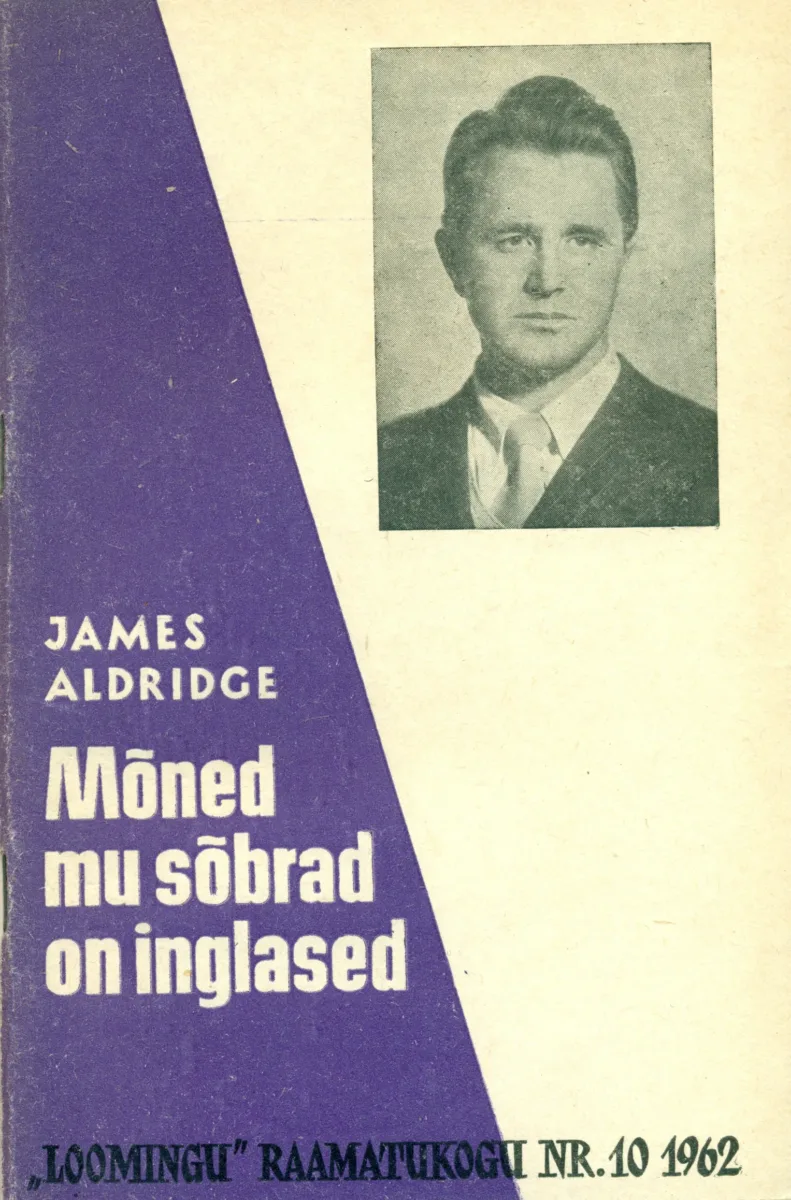 JAMES
ALDRIDGE
Mõned
mu sõbrad
on inglased
„LOOMINGU” RAAMATUKOGU NR. 10 1962